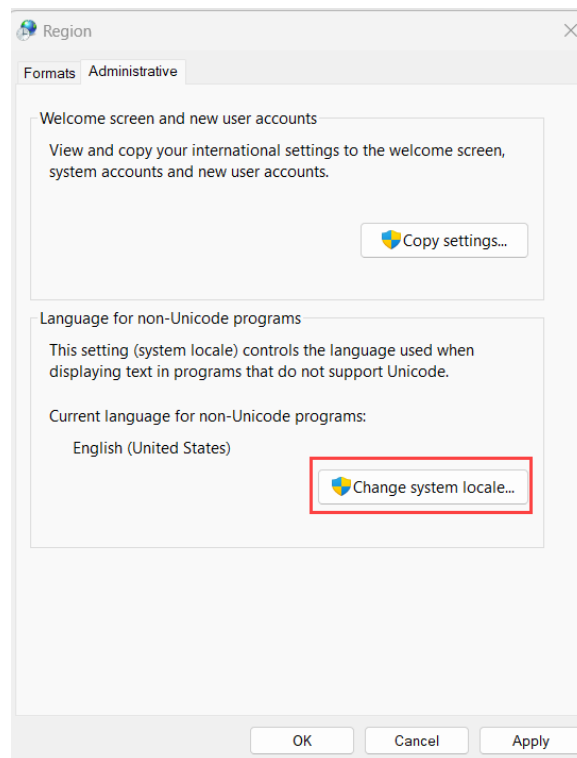 Region
Formats
Administrative
Welcome screen and new user accounts
View and copy your international settings to the welcome screen,
system accounts and new user accounts.
Copy settings...
Language for non-Unicode programs
This setting (system locale) controls the language used when
displaying text in programs that do not support Unicode.
Current language for non-Unicode programs:
English (United States)
Change system locale...
OK
Cancel
Apply